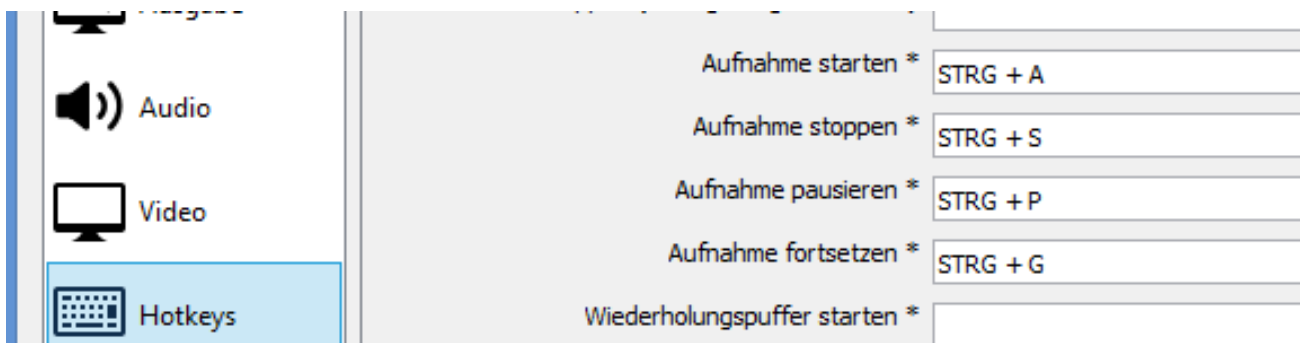 Audio
Video
Hotkeys
Aufnahme starten * STRG + A
Aufnahme stoppen * STRG + S
Aufnahme pausieren * STRG + P
Aufnahme fortsetzen * STRG + G
Wiederholungspuffer starten *